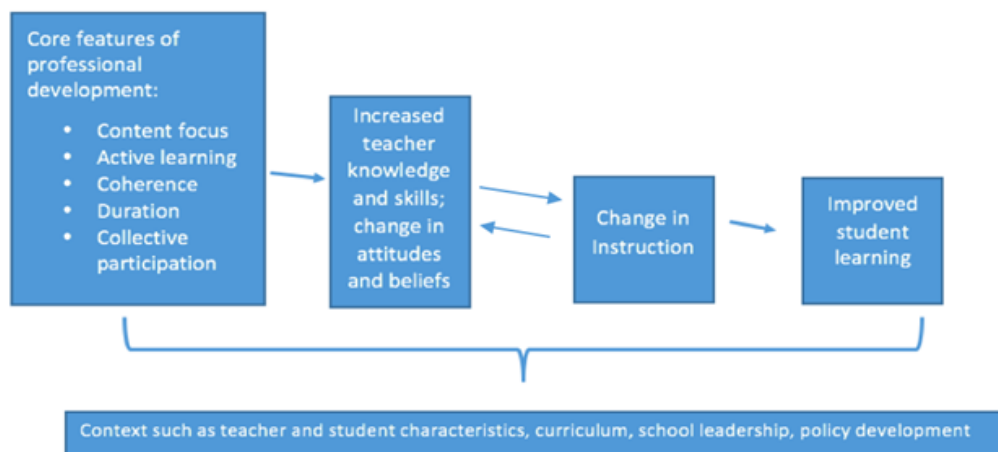 Core features of
professional
development:
• Content focus
• Active learning
• Coherence
• Duration
• Collective
participation
Increased
teacher
knowledge
and skills;
change in
attitudes
and beliefs
Change in
Instruction
Improved
student
learning
Context such as teacher and student characteristics, curriculum, school leadership, policy development